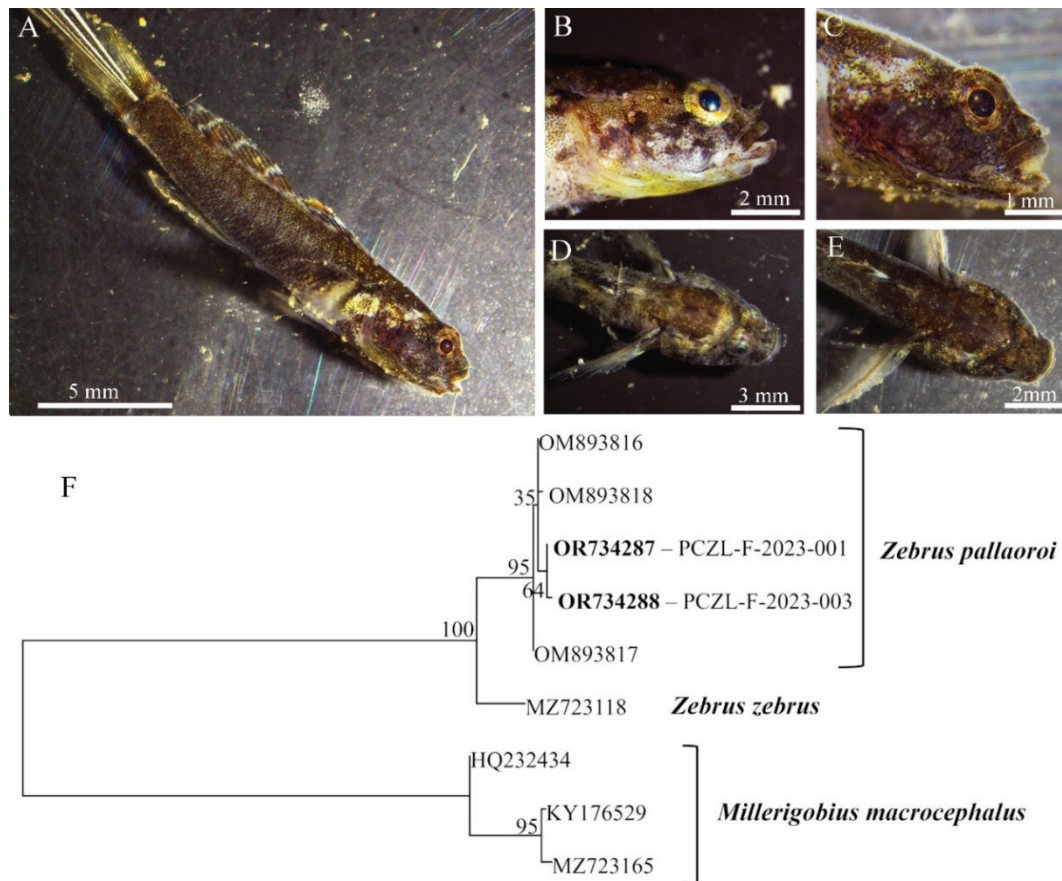 A
5 mm
B
2 mm
C
1 mm
D
3 mm
E
2mm
F
OM893816
35
OM893818
OR734287 – PCZL-F-2023-001
Zebrus pallaoroi
95
64
OR734288 – PCZL-F-2023-003
100
OM893817
MZ723118
Zebrus zebrus
HQ232434
KY176529
Millerigobius macrocephalus
95
MZ723165